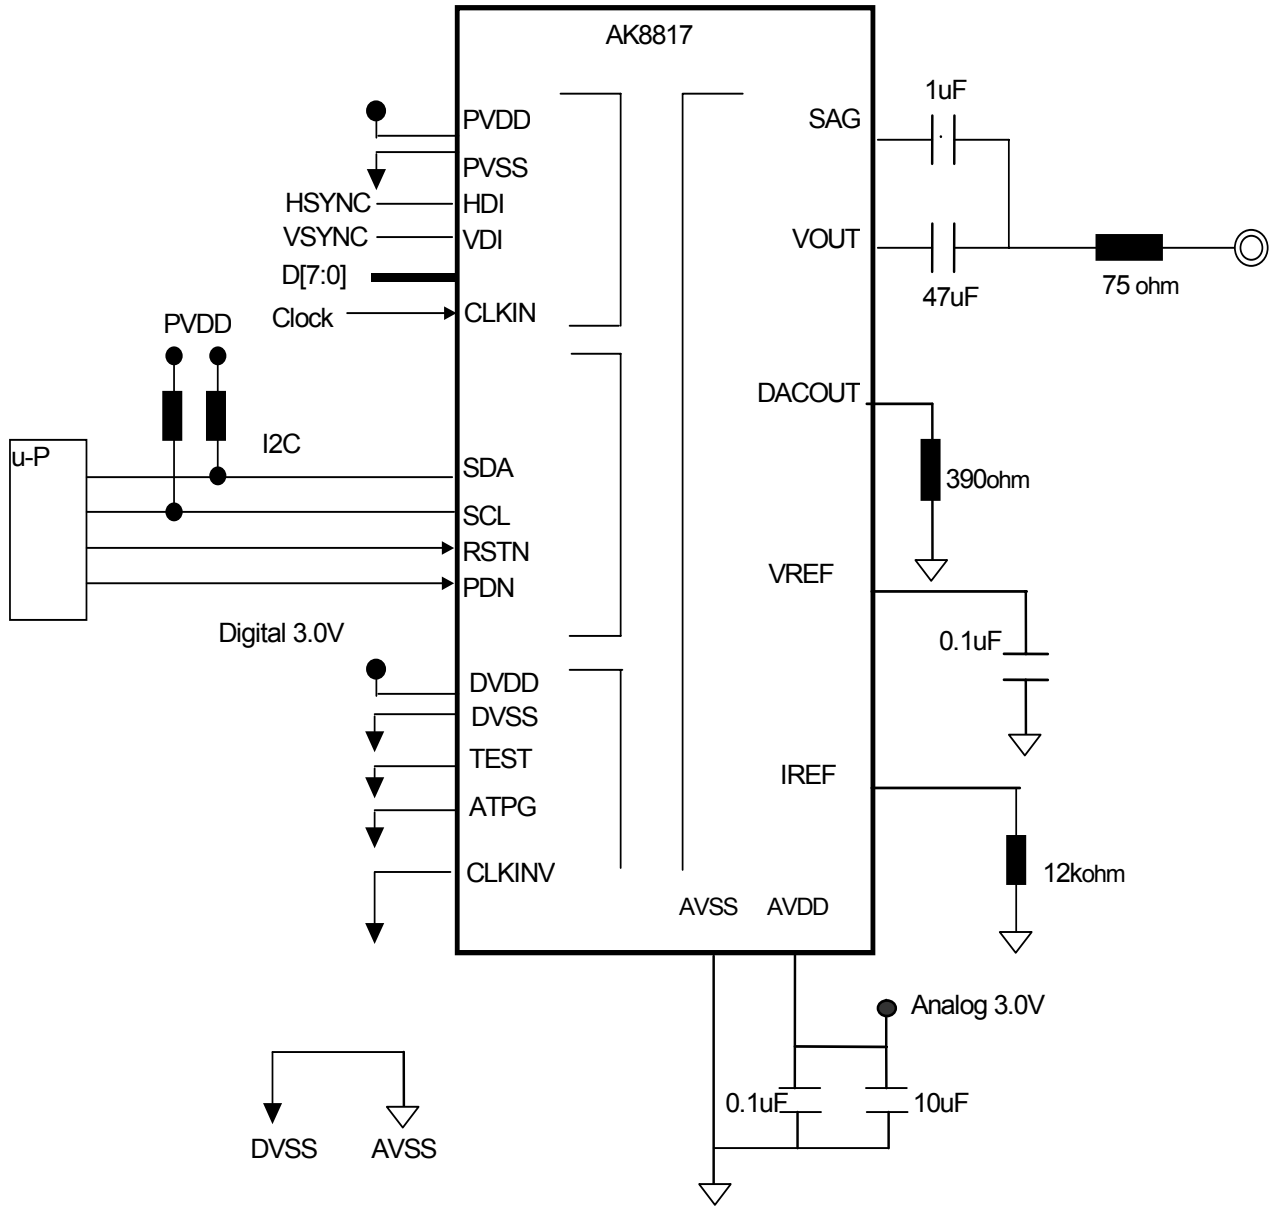 AK8817
1uF
PVDD
SAG
PVSS
HSYNC
HDI
VSYNC
VDI
VOUT
D[7:0]
75 ohm
47uF
Clock
CLKIN
PVDD
DACOUT
I2C
u-P
SDA
390ohm
SCL
RSTN
VREF
PDN
Digital 3.0V
0.1uF
DVDD
DVSS
TEST
IREF
ATPG
CLKINV
12kohm
AVSS
AVDD
Analog 3.0V
0.1uF
10uF
DVSS
AVSS